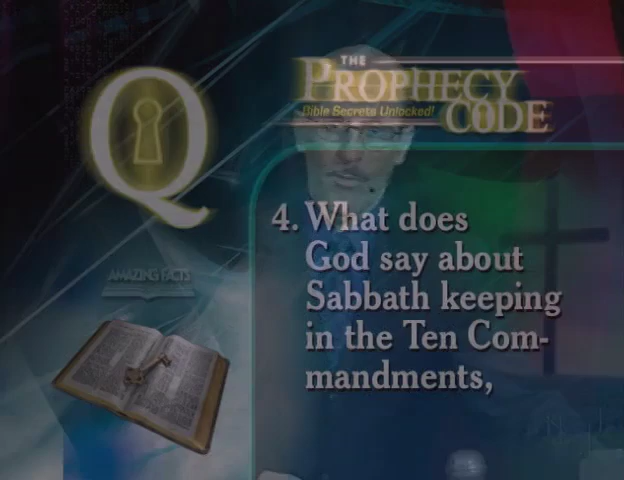 Q
THE
PROPHECY
Bible Secrets Unlocked!
CODE
AMAZING FACTS
4. What does
God say about
Sabbath keeping
in the Ten Com-
mandments,